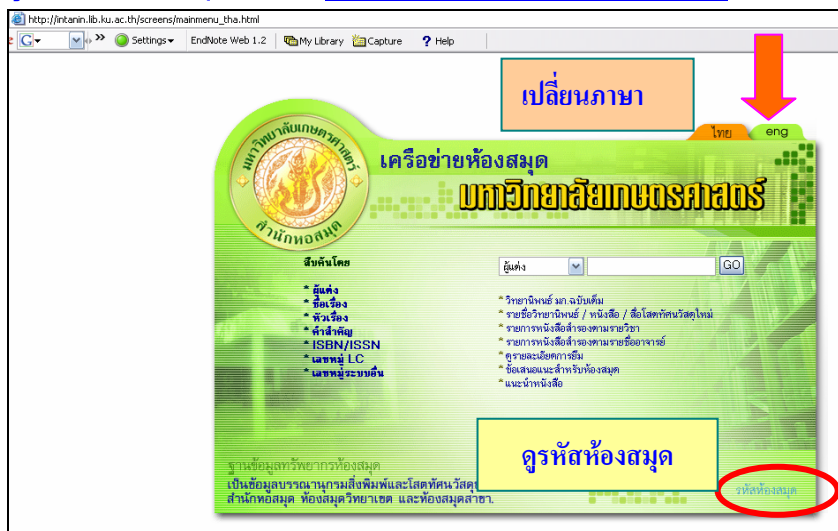 http://intanin.lib.ku.ac.th/screens/mainmenu_tha.html
Settings EndNote Web 1.2 My Library Capture ? Help
เปลี่ยนภาษา
ไทย eng
มหาวิทยาลัยเกษตรศาสตร์
สำนักหอสมุด
เครือข่ายห้องสมุด
มหาวิทยาลัยเกษตรศาสตร์
สืบค้นโดย
ผู้แต่ง GO
* ผู้แต่ง
* ชื่อเรื่อง
* หัวเรื่อง
* คำสำคัญ
* ISBN/ISSN
* เลขหมู่ LC
* เลขหมู่ระบบอื่น
* วิทยานิพนธ์ มก.ฉบับเต็ม
* รายชื่อวิทยานิพนธ์ / หนังสือ / สื่อโสตทัศนวัสดุใหม่
* รายการหนังสือสำรองตามรายวิชา
* รายการหนังสือสำรองตามรายชื่ออาจารย์
* ดูรายละเอียดการยืม
* ข้อเสนอแนะสำหรับห้องสมุด
* แนะนำหนังสือ
ดูรหัสห้องสมุด
ฐานข้อมูลทรัพยากรห้องสมุด
เป็นข้อมูลบรรณานุกรมสิ่งพิมพ์และโสตทัศนวัสดุ
สำนักหอสมุด ห้องสมุดวิทยาเขต และห้องสมุดสาขา.
รหัสห้องสมุด